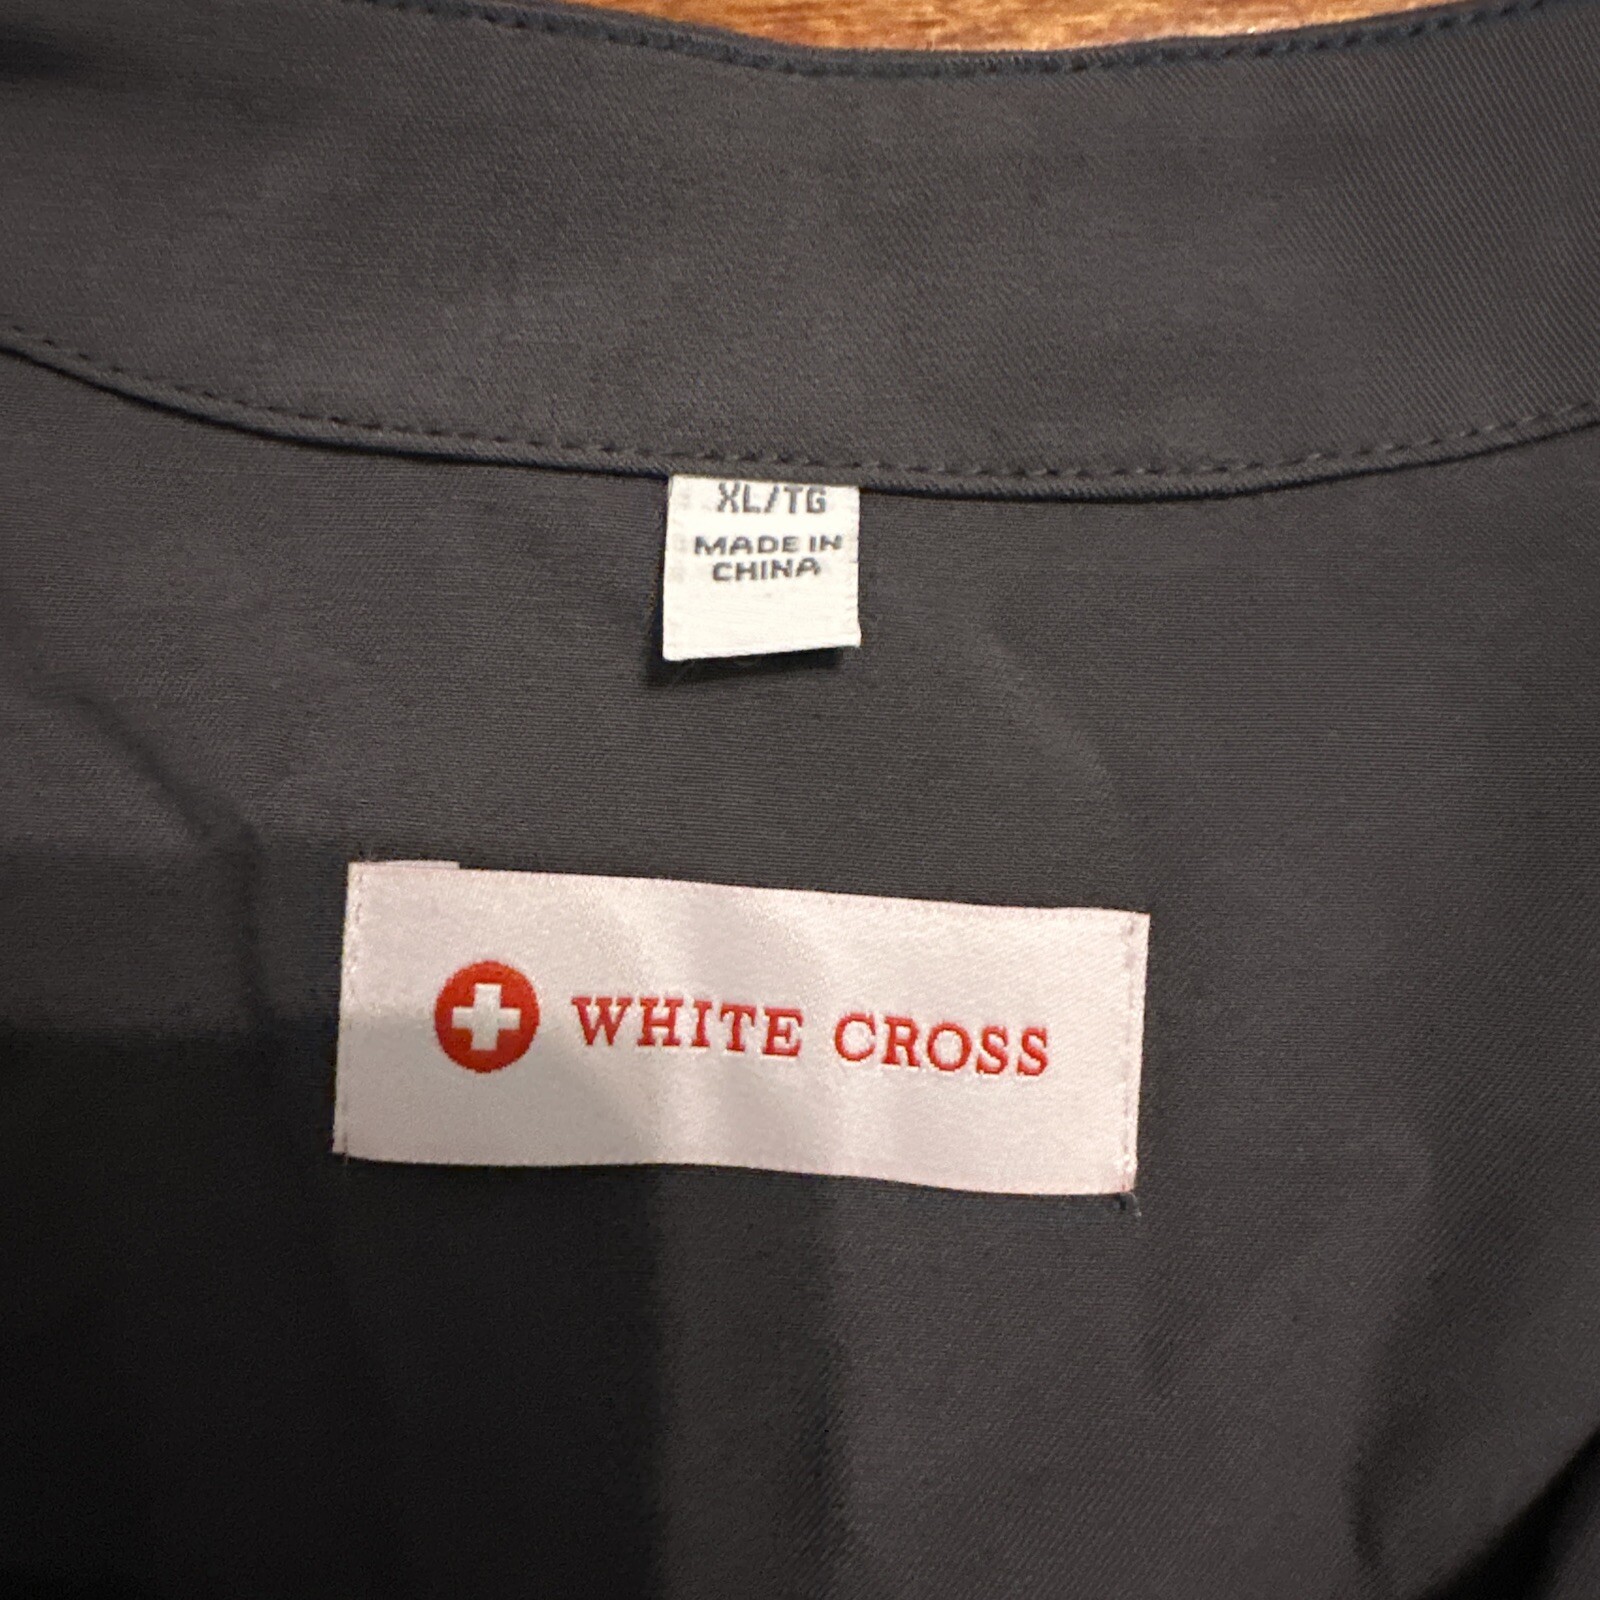 XL/TG
MADE IN
CHINA
WHITE CROSS